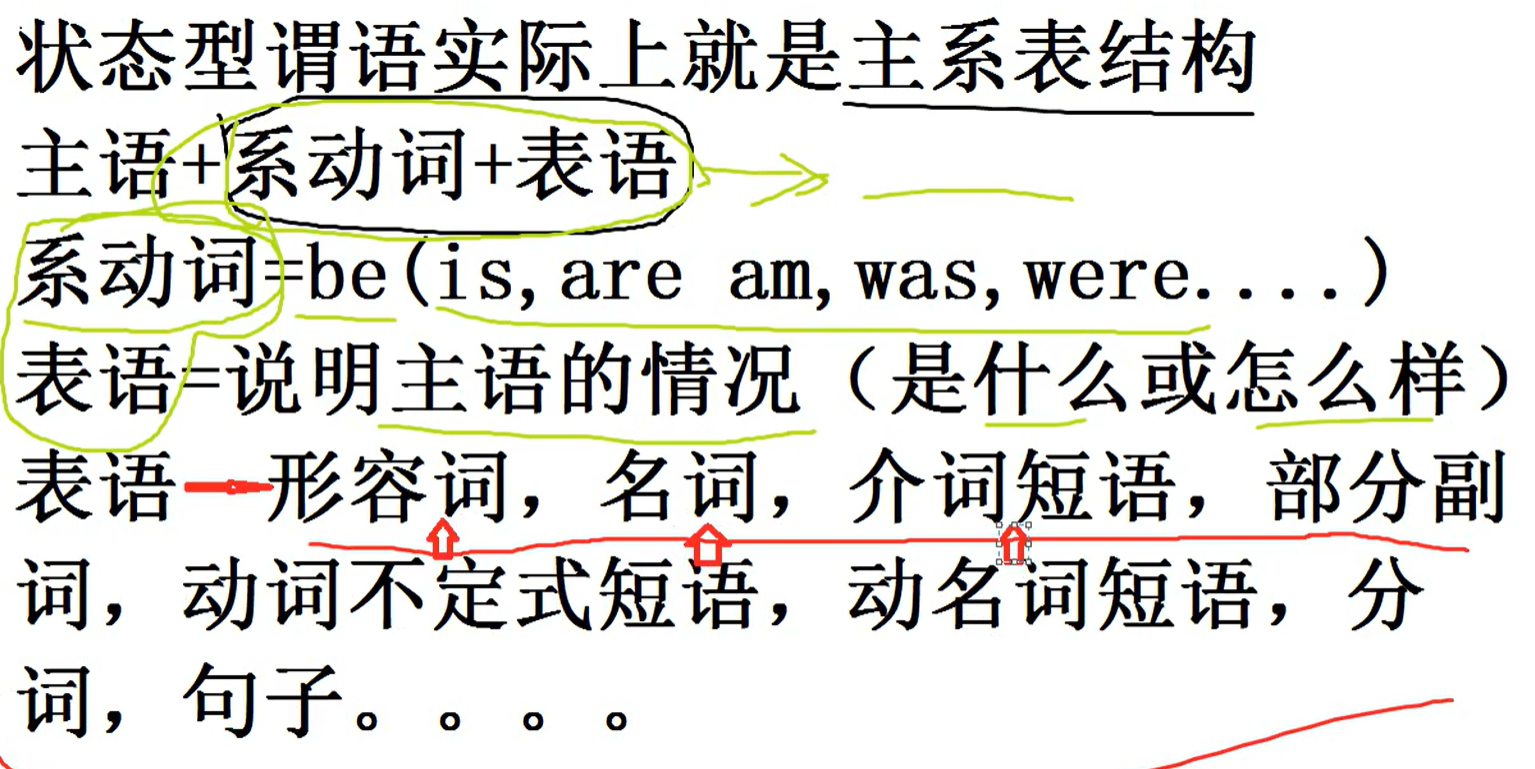 状态型谓语实际上就是主系表结构
主语+系动词+表语
系动词=be(is,are am,was,were....)
表语=说明主语的情况（是什么或怎么样）
表语 形容词，名词，介词短语，部分副
词，动词不定式短语，动名词短语，分
词，句子。。。。